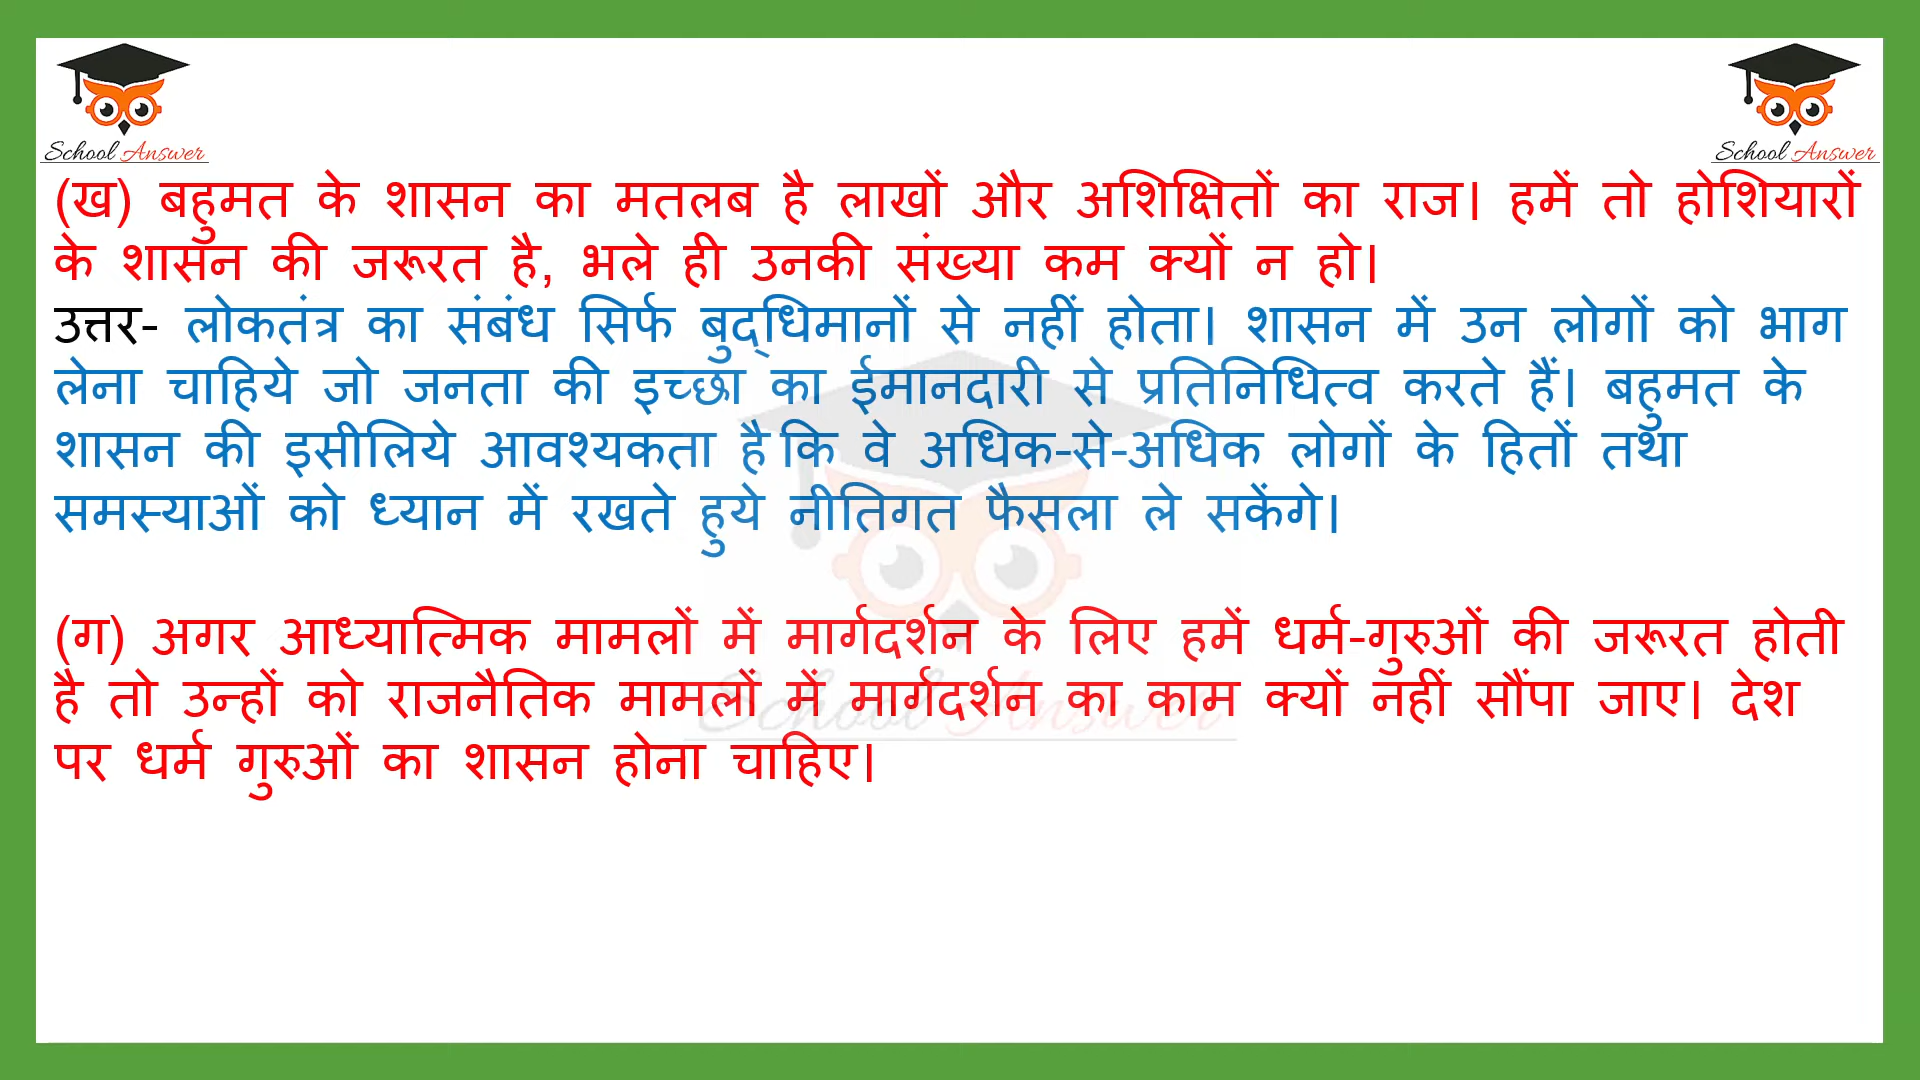 School Answer
School Answer
(ख) बहुमत के शासन का मतलब है लाखों और अशिक्षितों का राज। हमें तो होशियारों
के शासन की जरूरत है, भले ही उनकी संख्या कम क्यों न हो।
उत्तर- लोकतंत्र का संबंध सिर्फ बुद्धिमानों से नहीं होता। शासन में उन लोगों को भाग
लेना चाहिये जो जनता की इच्छा का ईमानदारी से प्रतिनिधित्व करते हैं। बहुमत के
शासन की इसीलिये आवश्यकता है कि वे अधिक-से-अधिक लोगों के हितों तथा
समस्याओं को ध्यान में रखते हुये नीतिगत फैसला ले सकेंगे।
(ग) अगर आध्यात्मिक मामलों में मार्गदर्शन के लिए हमें धर्म-गुरुओं की जरूरत होती
है तो उन्हों को राजनैतिक मामलों में मार्गदर्शन का काम क्यों नहीं सौंपा जाए। देश
पर धर्म गुरुओं का शासन होना चाहिए।
School Answer